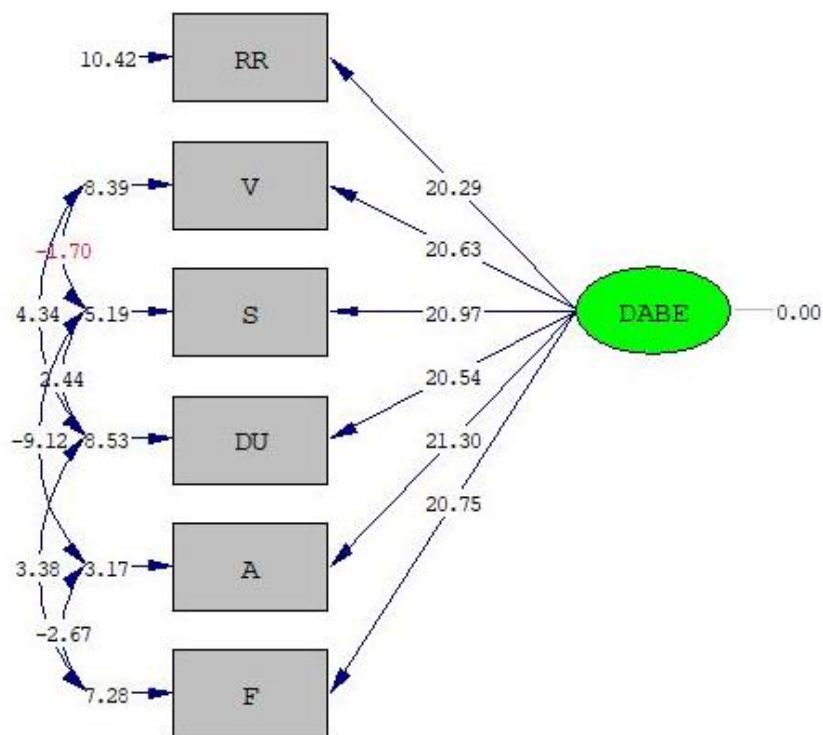 10.42 RR 20.29
8.39 V 20.63
-1.70
4.34 5.19 S 20.97 DABE 0.00
2.44 20.54
-9.12 8.53 DU 21.30
20.75
3.38 3.17 A
-2.67
7.28 F